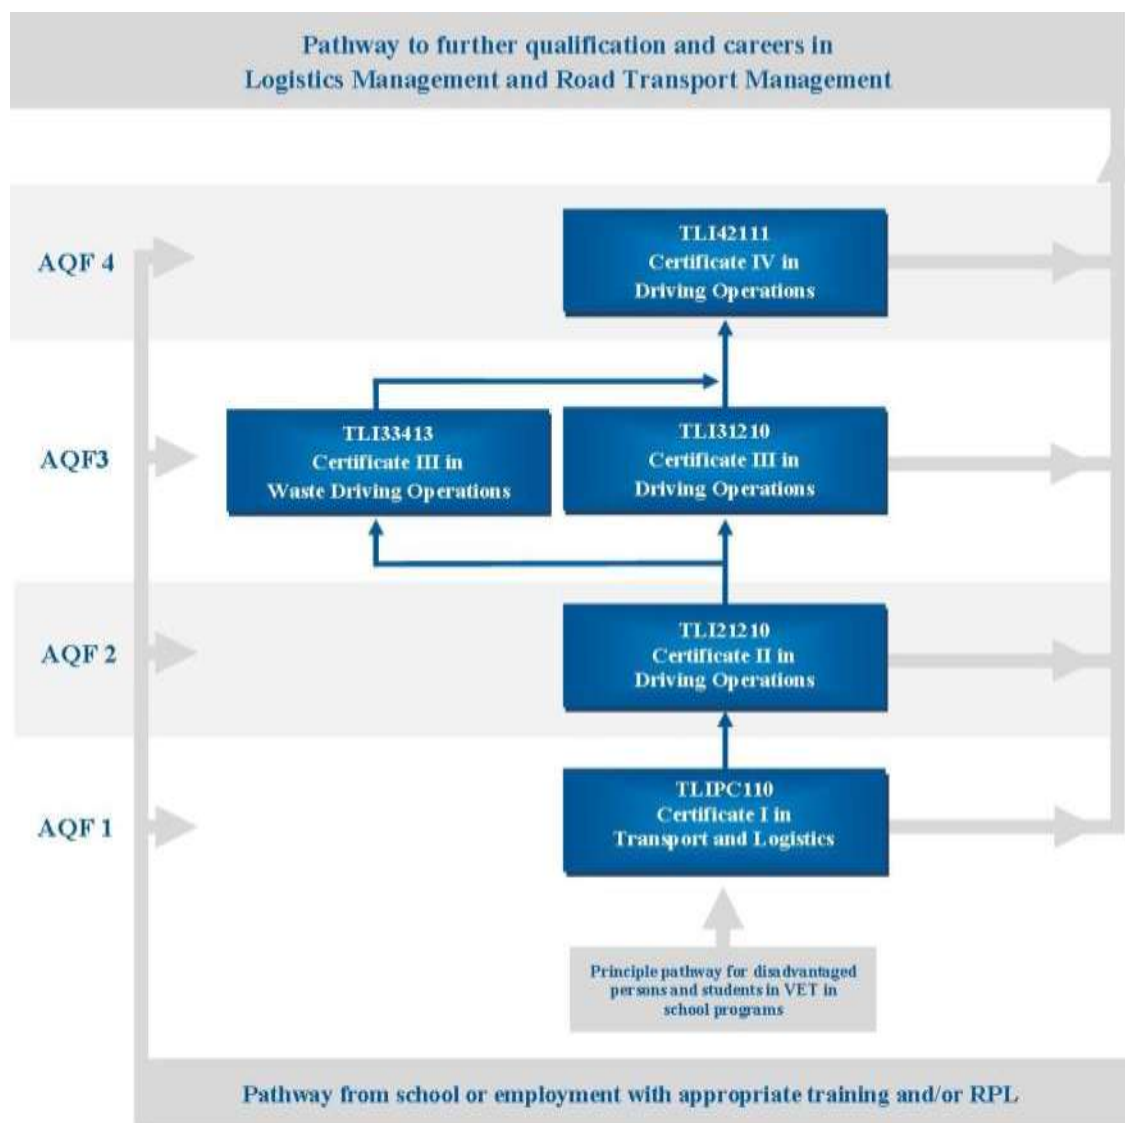 Pathway to further qualification and careers in
Logistics Management and Road Transport Management
AQF 4
TLI42111
Certificate IV in
Driving Operations
AQF3
TLI33413
Certificate III in
Waste Driving Operations
TLI31210
Certificate III in
Driving Operations
AQF 2
TLI21210
Certificate II in
Driving Operations
AQF 1
TLIPC110
Certificate I in
Transport and Logistics
Principle pathway for disadvantaged
persons and students in VET in
school programs
Pathway from school or employment with appropriate training and/or RPL